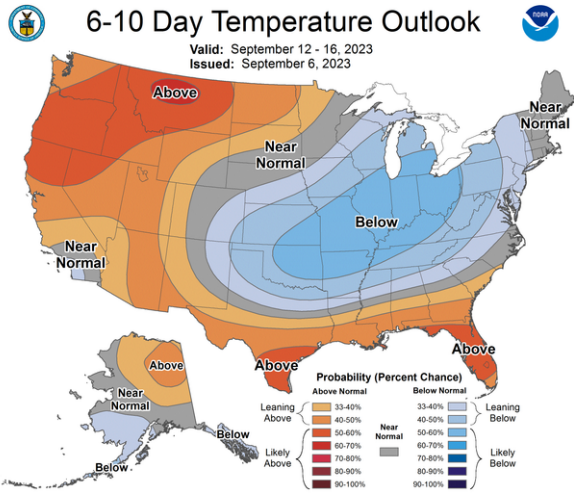 6-10 Day Temperature Outlook
NOAA
Valid: September 12 - 16, 2023
Issued: September 6, 2023
Above
Near
Normal
Near
Normal
Below
Near
Normal
Above
Above
Above
Near
Normal
Below
Below
Probability (Percent Chance)
Above Normal
Below Normal
Leaning
Above
33-40%
40-50%
Likely
Above
50-60%
60-70%
70-80%
80-90%
90-100%
Near
Normal
33-40%
40-50%
Leaning
Below
50-60%
60-70%
70-80%
80-90%
90-100%
Likely
Below